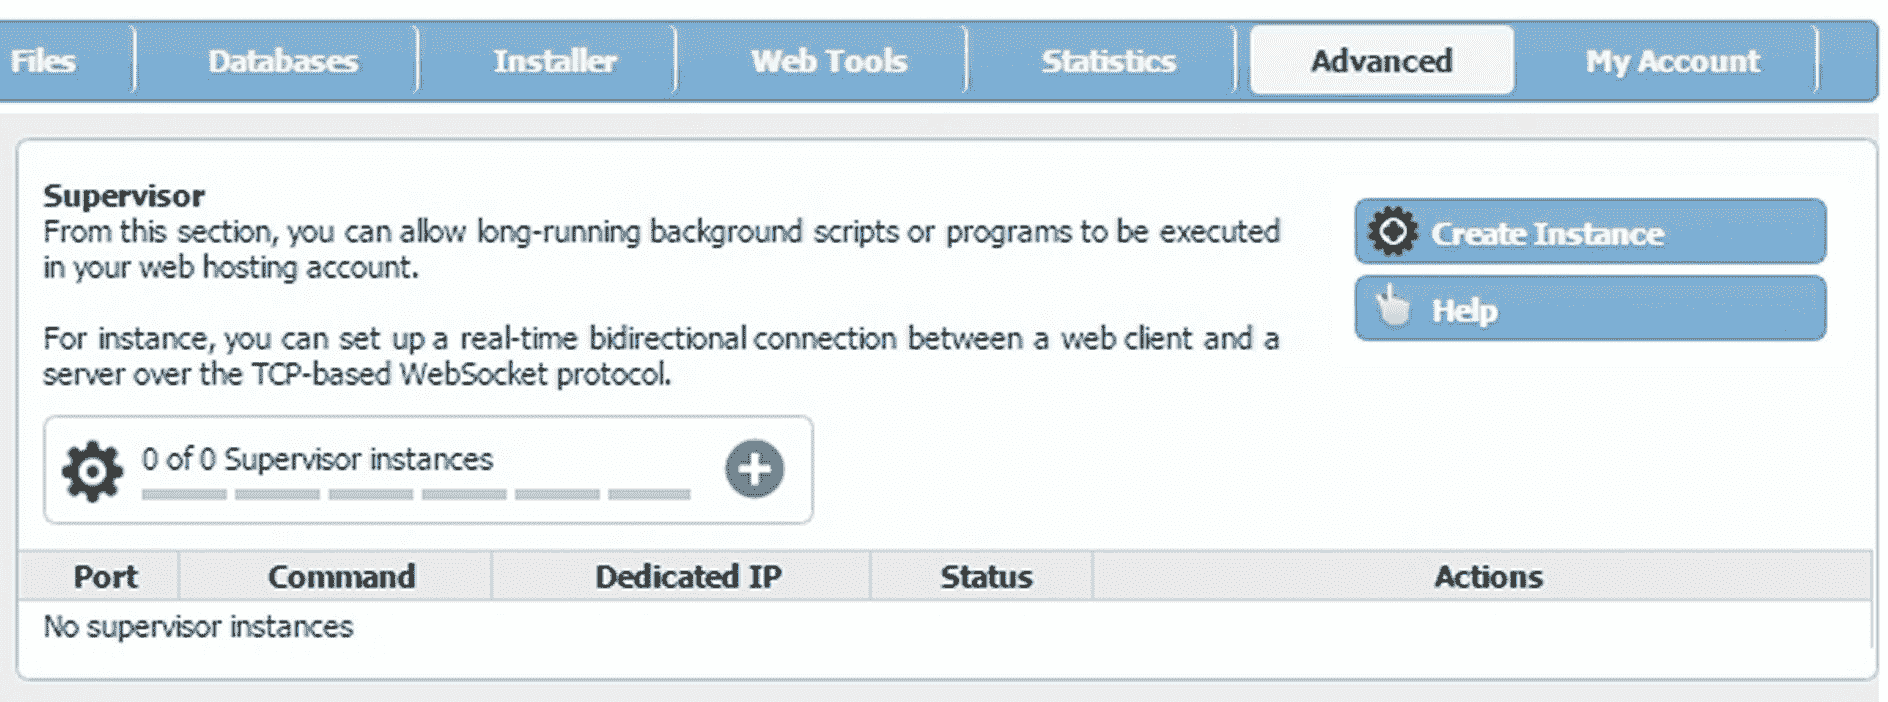 Files Databases Installer Web Tools Statistics Advanced My Account
Supervisor
From this section, you can allow long-running background scripts or programs to be executed
in your web hosting account.
For instance, you can set up a real-time bidirectional connection between a web client and a
server over the TCP-based WebSocket protocol.
Create Instance
Help
0 of 0 Supervisor instances
Port Command Dedicated IP Status Actions
No supervisor instances